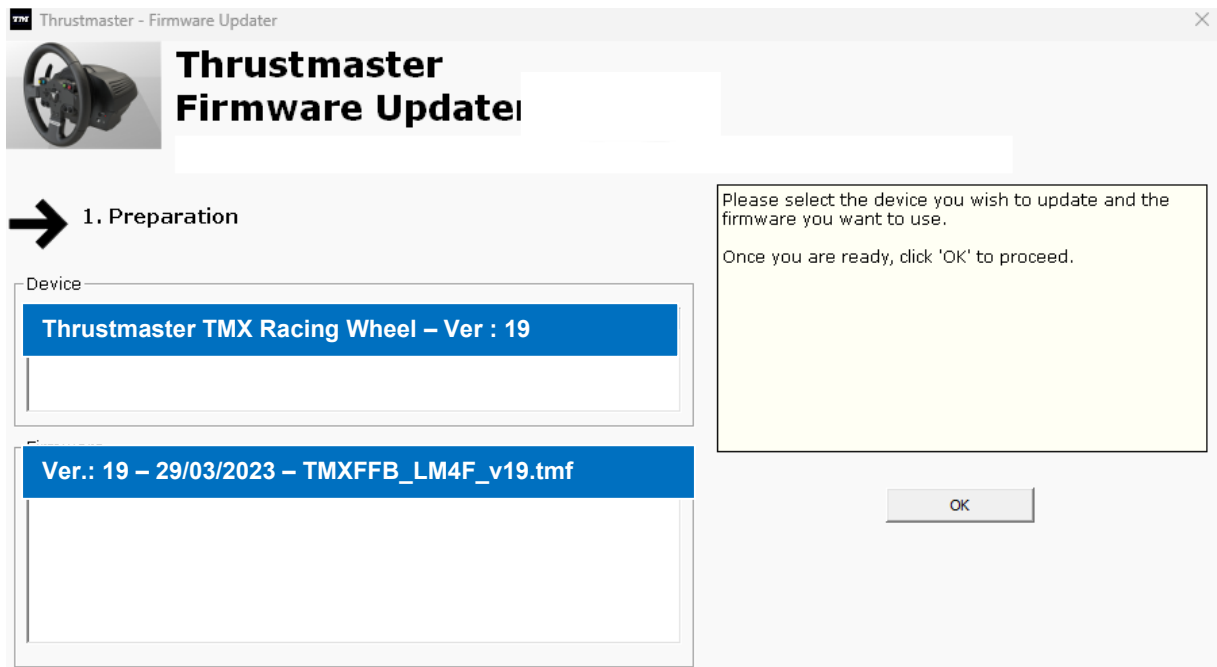 Thrustmaster - Firmware Updater
Thrustmaster
Firmware Updater
1. Preparation
Please select the device you wish to update and the
firmware you want to use.
Once you are ready, click 'OK' to proceed.
Device
Thrustmaster TMX Racing Wheel – Ver : 19
Ver.: 19 – 29/03/2023 – TMXFFB_LM4F_v19.tmf
OK